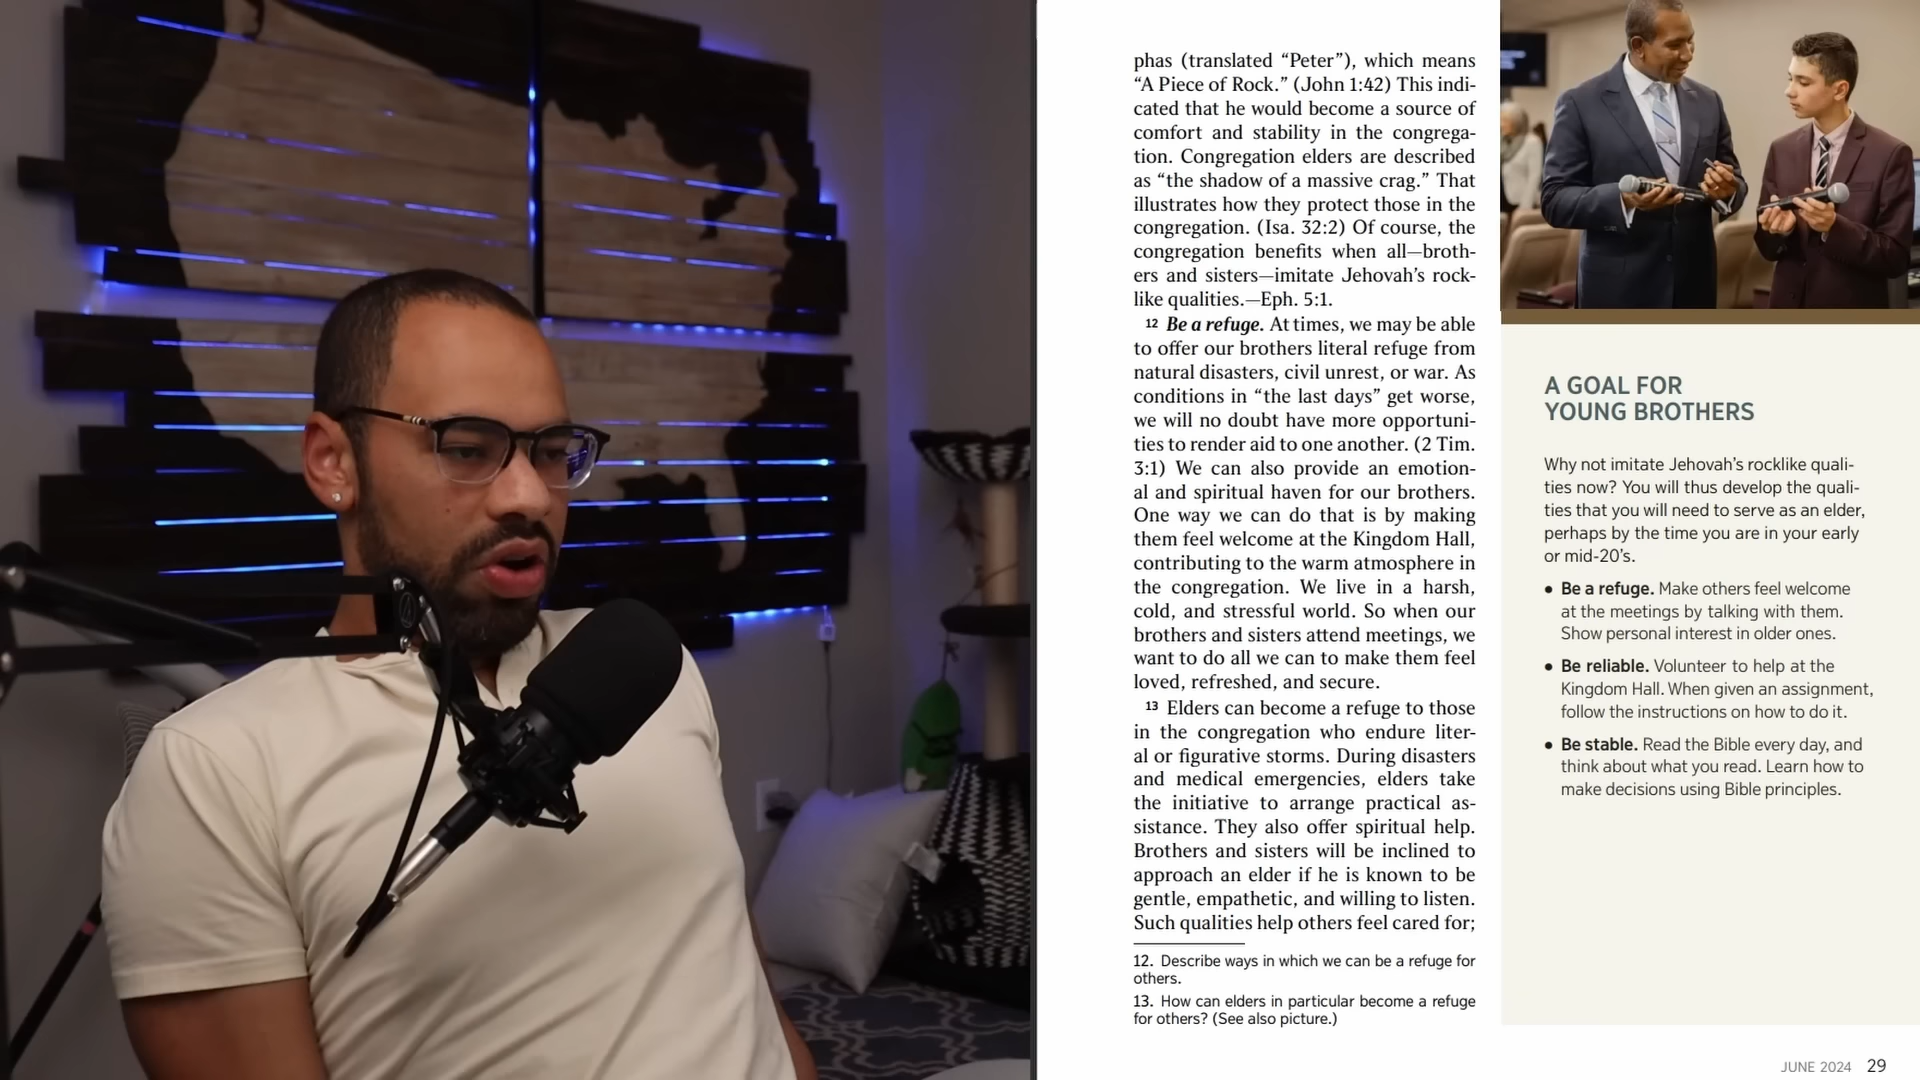 phas (translated “Peter”), which means
“A Piece of Rock.” (John 1:42) This indi-
cated that he would become a source of
comfort and stability in the congrega-
tion. Congregation elders are described
as “the shadow of a massive crag.” That
illustrates how they protect those in the
congregation. (Isa. 32:2) Of course, the
congregation benefits when all—broth-
ers and sisters—imitate Jehovah’s rock-
like qualities.—Eph. 5:1.
12 Be a refuge. At times, we may be able
to offer our brothers literal refuge from
natural disasters, civil unrest, or war. As
conditions in “the last days” get worse,
we will no doubt have more opportuni-
ties to render aid to one another. (2 Tim.
3:1) We can also provide an emotion-
al and spiritual haven for our brothers.
One way we can do that is by making
them feel welcome at the Kingdom Hall,
contributing to the warm atmosphere in
the congregation. We live in a harsh,
cold, and stressful world. So when our
brothers and sisters attend meetings, we
want to do all we can to make them feel
loved, refreshed, and secure.
13 Elders can become a refuge to those
in the congregation who endure liter-
al or figurative storms. During disasters
and medical emergencies, elders take
the initiative to arrange practical as-
sistance. They also offer spiritual help.
Brothers and sisters will be inclined to
approach an elder if he is known to be
gentle, empathetic, and willing to listen.
Such qualities help others feel cared for;
12. Describe ways in which we can be a refuge for
others.
13. How can elders in particular become a refuge
for others? (See also picture.)
A GOAL FOR
YOUNG BROTHERS
Why not imitate Jehovah’s rocklike quali-
ties now? You will thus develop the quali-
ties that you will need to serve as an elder,
perhaps by the time you are in your early
or mid-20’s.
• Be a refuge. Make others feel welcome
at the meetings by talking with them.
Show personal interest in older ones.
• Be reliable. Volunteer to help at the
Kingdom Hall. When given an assignment,
follow the instructions on how to do it.
• Be stable. Read the Bible every day, and
think about what you read. Learn how to
make decisions using Bible principles.
JUNE 2024 29